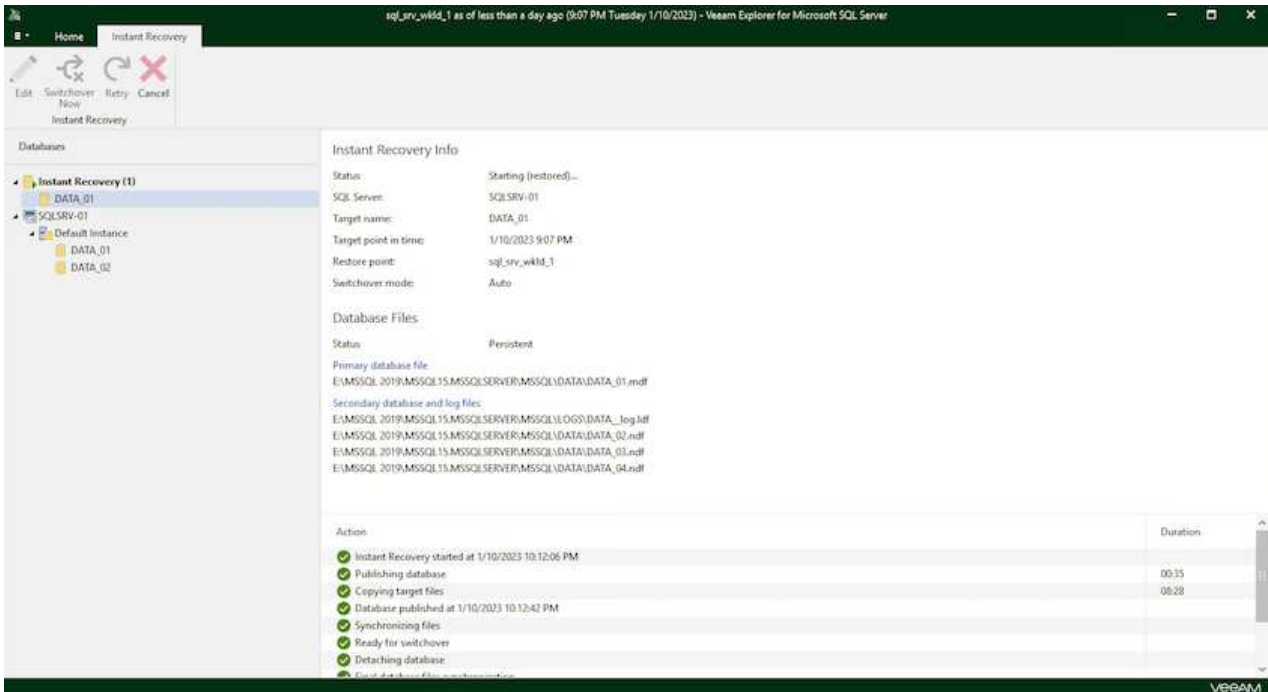 sql_srv_wkld_1 as of less than a day ago (9:07 PM Tuesday 1/10/2023) - Veeam Explorer for Microsoft SQL Server
Home Instant Recovery
Edit Switchover Now Retry Cancel
Instant Recovery
Databases
Instant Recovery (1)
DATA_01
SQLSRV-01
Default Instance
DATA_01
DATA_02
Instant Recovery Info
Status Starting (restored)...
SQL Server: SQLSRV-01
Target name: DATA_01
Target point in time: 1/10/2023 9:07 PM
Restore point: sql_srv_wkld_1
Switchover mode: Auto
Database Files
Status Persistent
Primary database file
E:\MSSQL 2019\MSSQL15.MSSQLSERVER\MSSQL\DATA\DATA_01.mdf
Secondary database and log files
E:\MSSQL 2019\MSSQL15.MSSQLSERVER\MSSQL\LOGS\DATA__log.ldf
E:\MSSQL 2019\MSSQL15.MSSQLSERVER\MSSQL\DATA\DATA_02.ndf
E:\MSSQL 2019\MSSQL15.MSSQLSERVER\MSSQL\DATA\DATA_03.ndf
E:\MSSQL 2019\MSSQL15.MSSQLSERVER\MSSQL\DATA\DATA_04.ndf
Action Duration
Instant Recovery started at 1/10/2023 10:12:06 PM
Publishing database 00:35
Copying target files 08:28
Database published at 1/10/2023 10:12:42 PM
Synchronizing files
Ready for switchover
Detaching database
Final database files synchronization
VEEAM